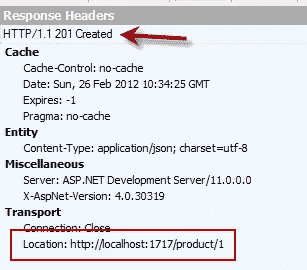 Response Headers
HTTP/1.1 201 Created
Cache
Cache-Control: no-cache
Date: Sun, 26 Feb 2012 10:34:25 GMT
Expires: -1
Pragma: no-cache
Entity
Content-Type: application/json; charset=utf-8
Miscellaneous
Server: ASP.NET Development Server/11.0.0.0
X-AspNet-Version: 4.0.30319
Transport
Connection: Close
Location: http://localhost:1717/product/1